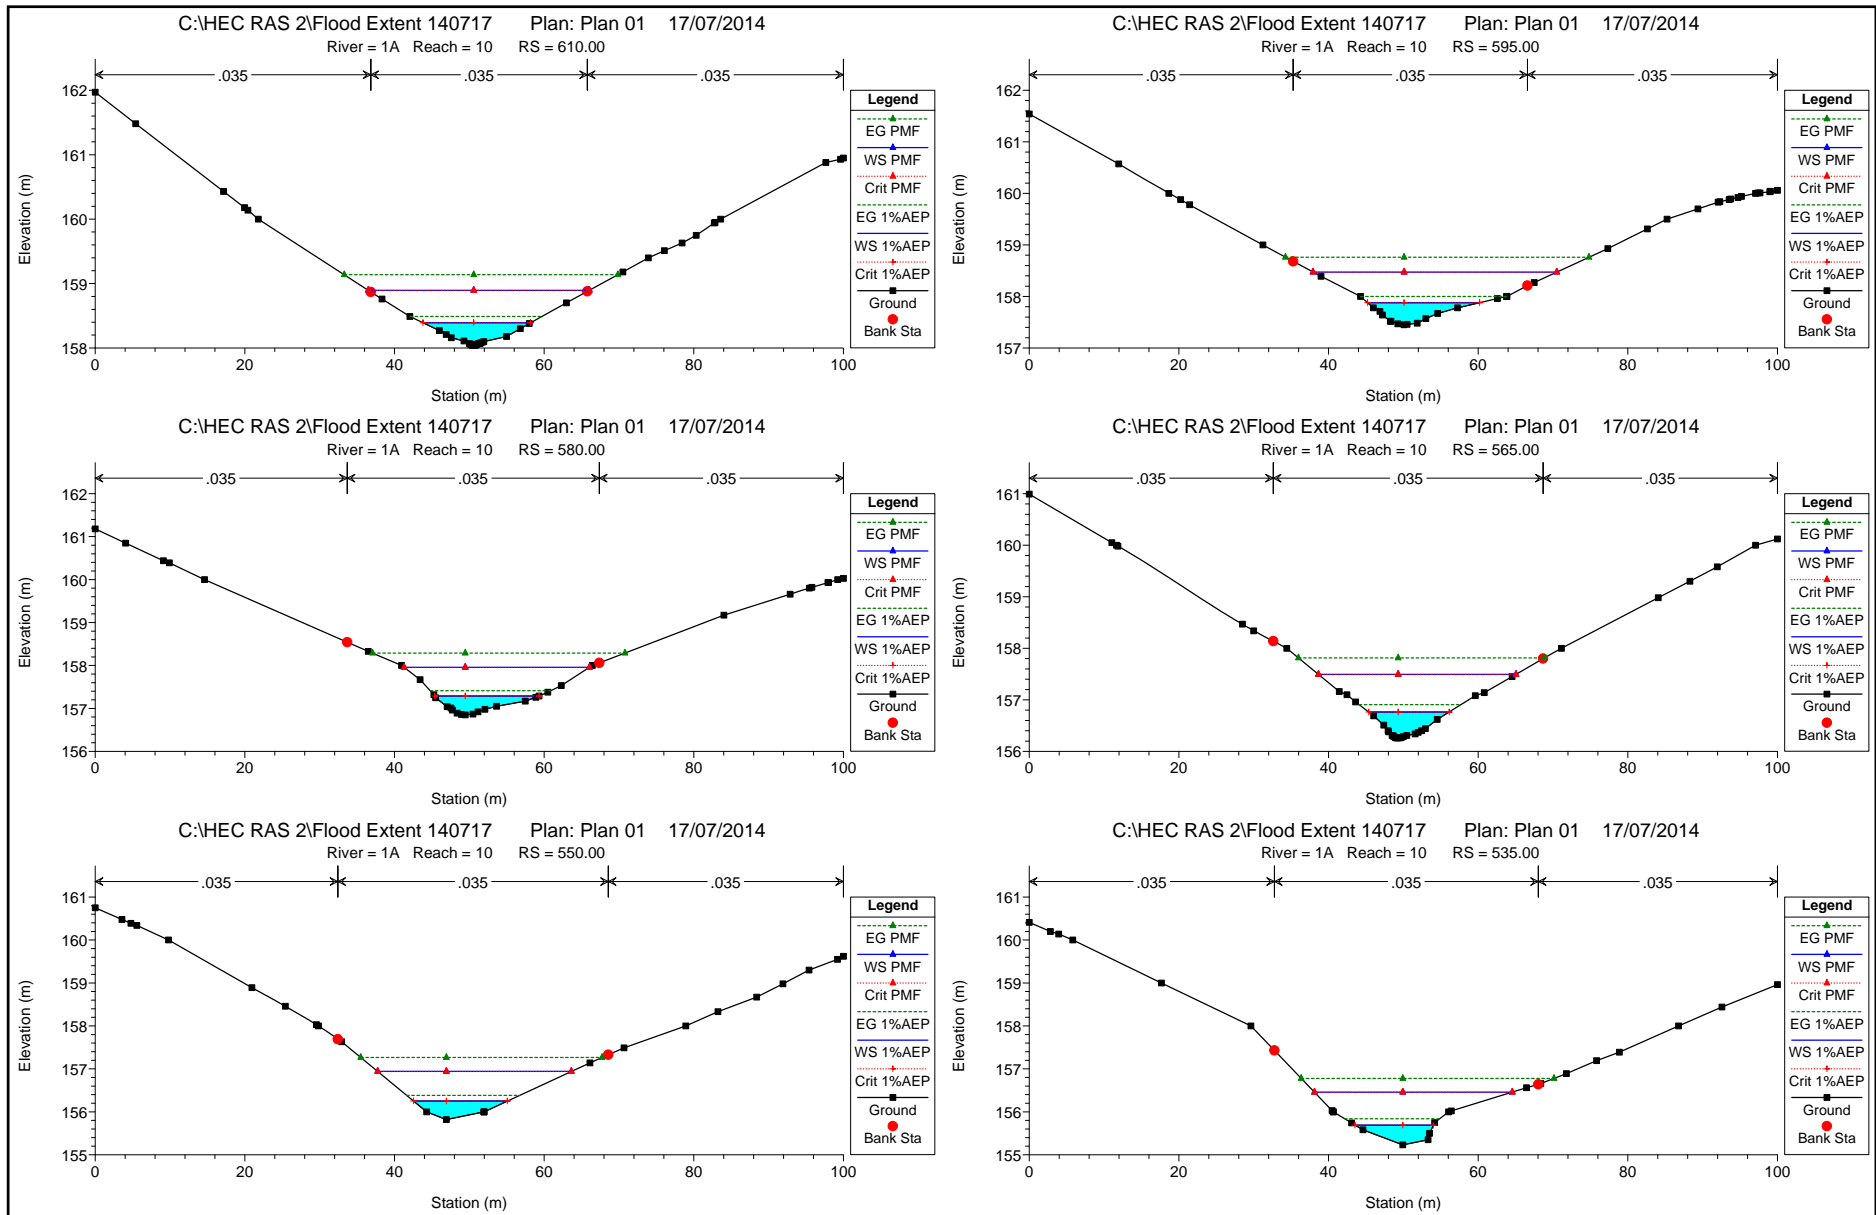 C:\HEC RAS 2\Flood Extent 140717 Plan: Plan 01 17/07/2014
River = 1A Reach = 10 RS = 610.00
.035 .035 .035
162
161
160
159
158
Elevation (m)
0 20 40 60 80 100
Station (m)
Legend
EG PMF
WS PMF
Crit PMF
EG 1%AEP
WS 1%AEP
Crit 1%AEP
Ground
Bank Sta
C:\HEC RAS 2\Flood Extent 140717 Plan: Plan 01 17/07/2014
River = 1A Reach = 10 RS = 595.00
.035 .035 .035
162
161
160
159
158
157
Elevation (m)
0 20 40 60 80 100
Station (m)
Legend
EG PMF
WS PMF
Crit PMF
EG 1%AEP
WS 1%AEP
Crit 1%AEP
Ground
Bank Sta
C:\HEC RAS 2\Flood Extent 140717 Plan: Plan 01 17/07/2014
River = 1A Reach = 10 RS = 580.00
.035 .035 .035
162
161
160
159
158
157
156
Elevation (m)
0 20 40 60 80 100
Station (m)
Legend
EG PMF
WS PMF
Crit PMF
EG 1%AEP
WS 1%AEP
Crit 1%AEP
Ground
Bank Sta
C:\HEC RAS 2\Flood Extent 140717 Plan: Plan 01 17/07/2014
River = 1A Reach = 10 RS = 565.00
.035 .035 .035
161
160
159
158
157
156
Elevation (m)
0 20 40 60 80 100
Station (m)
Legend
EG PMF
WS PMF
Crit PMF
EG 1%AEP
WS 1%AEP
Crit 1%AEP
Ground
Bank Sta
C:\HEC RAS 2\Flood Extent 140717 Plan: Plan 01 17/07/2014
River = 1A Reach = 10 RS = 550.00
.035 .035 .035
161
160
159
158
157
156
155
Elevation (m)
0 20 40 60 80 100
Station (m)
Legend
EG PMF
WS PMF
Crit PMF
EG 1%AEP
WS 1%AEP
Crit 1%AEP
Ground
Bank Sta
C:\HEC RAS 2\Flood Extent 140717 Plan: Plan 01 17/07/2014
River = 1A Reach = 10 RS = 535.00
.035 .035 .035
161
160
159
158
157
156
155
Elevation (m)
0 20 40 60 80 100
Station (m)
Legend
EG PMF
WS PMF
Crit PMF
EG 1%AEP
WS 1%AEP
Crit 1%AEP
Ground
Bank Sta